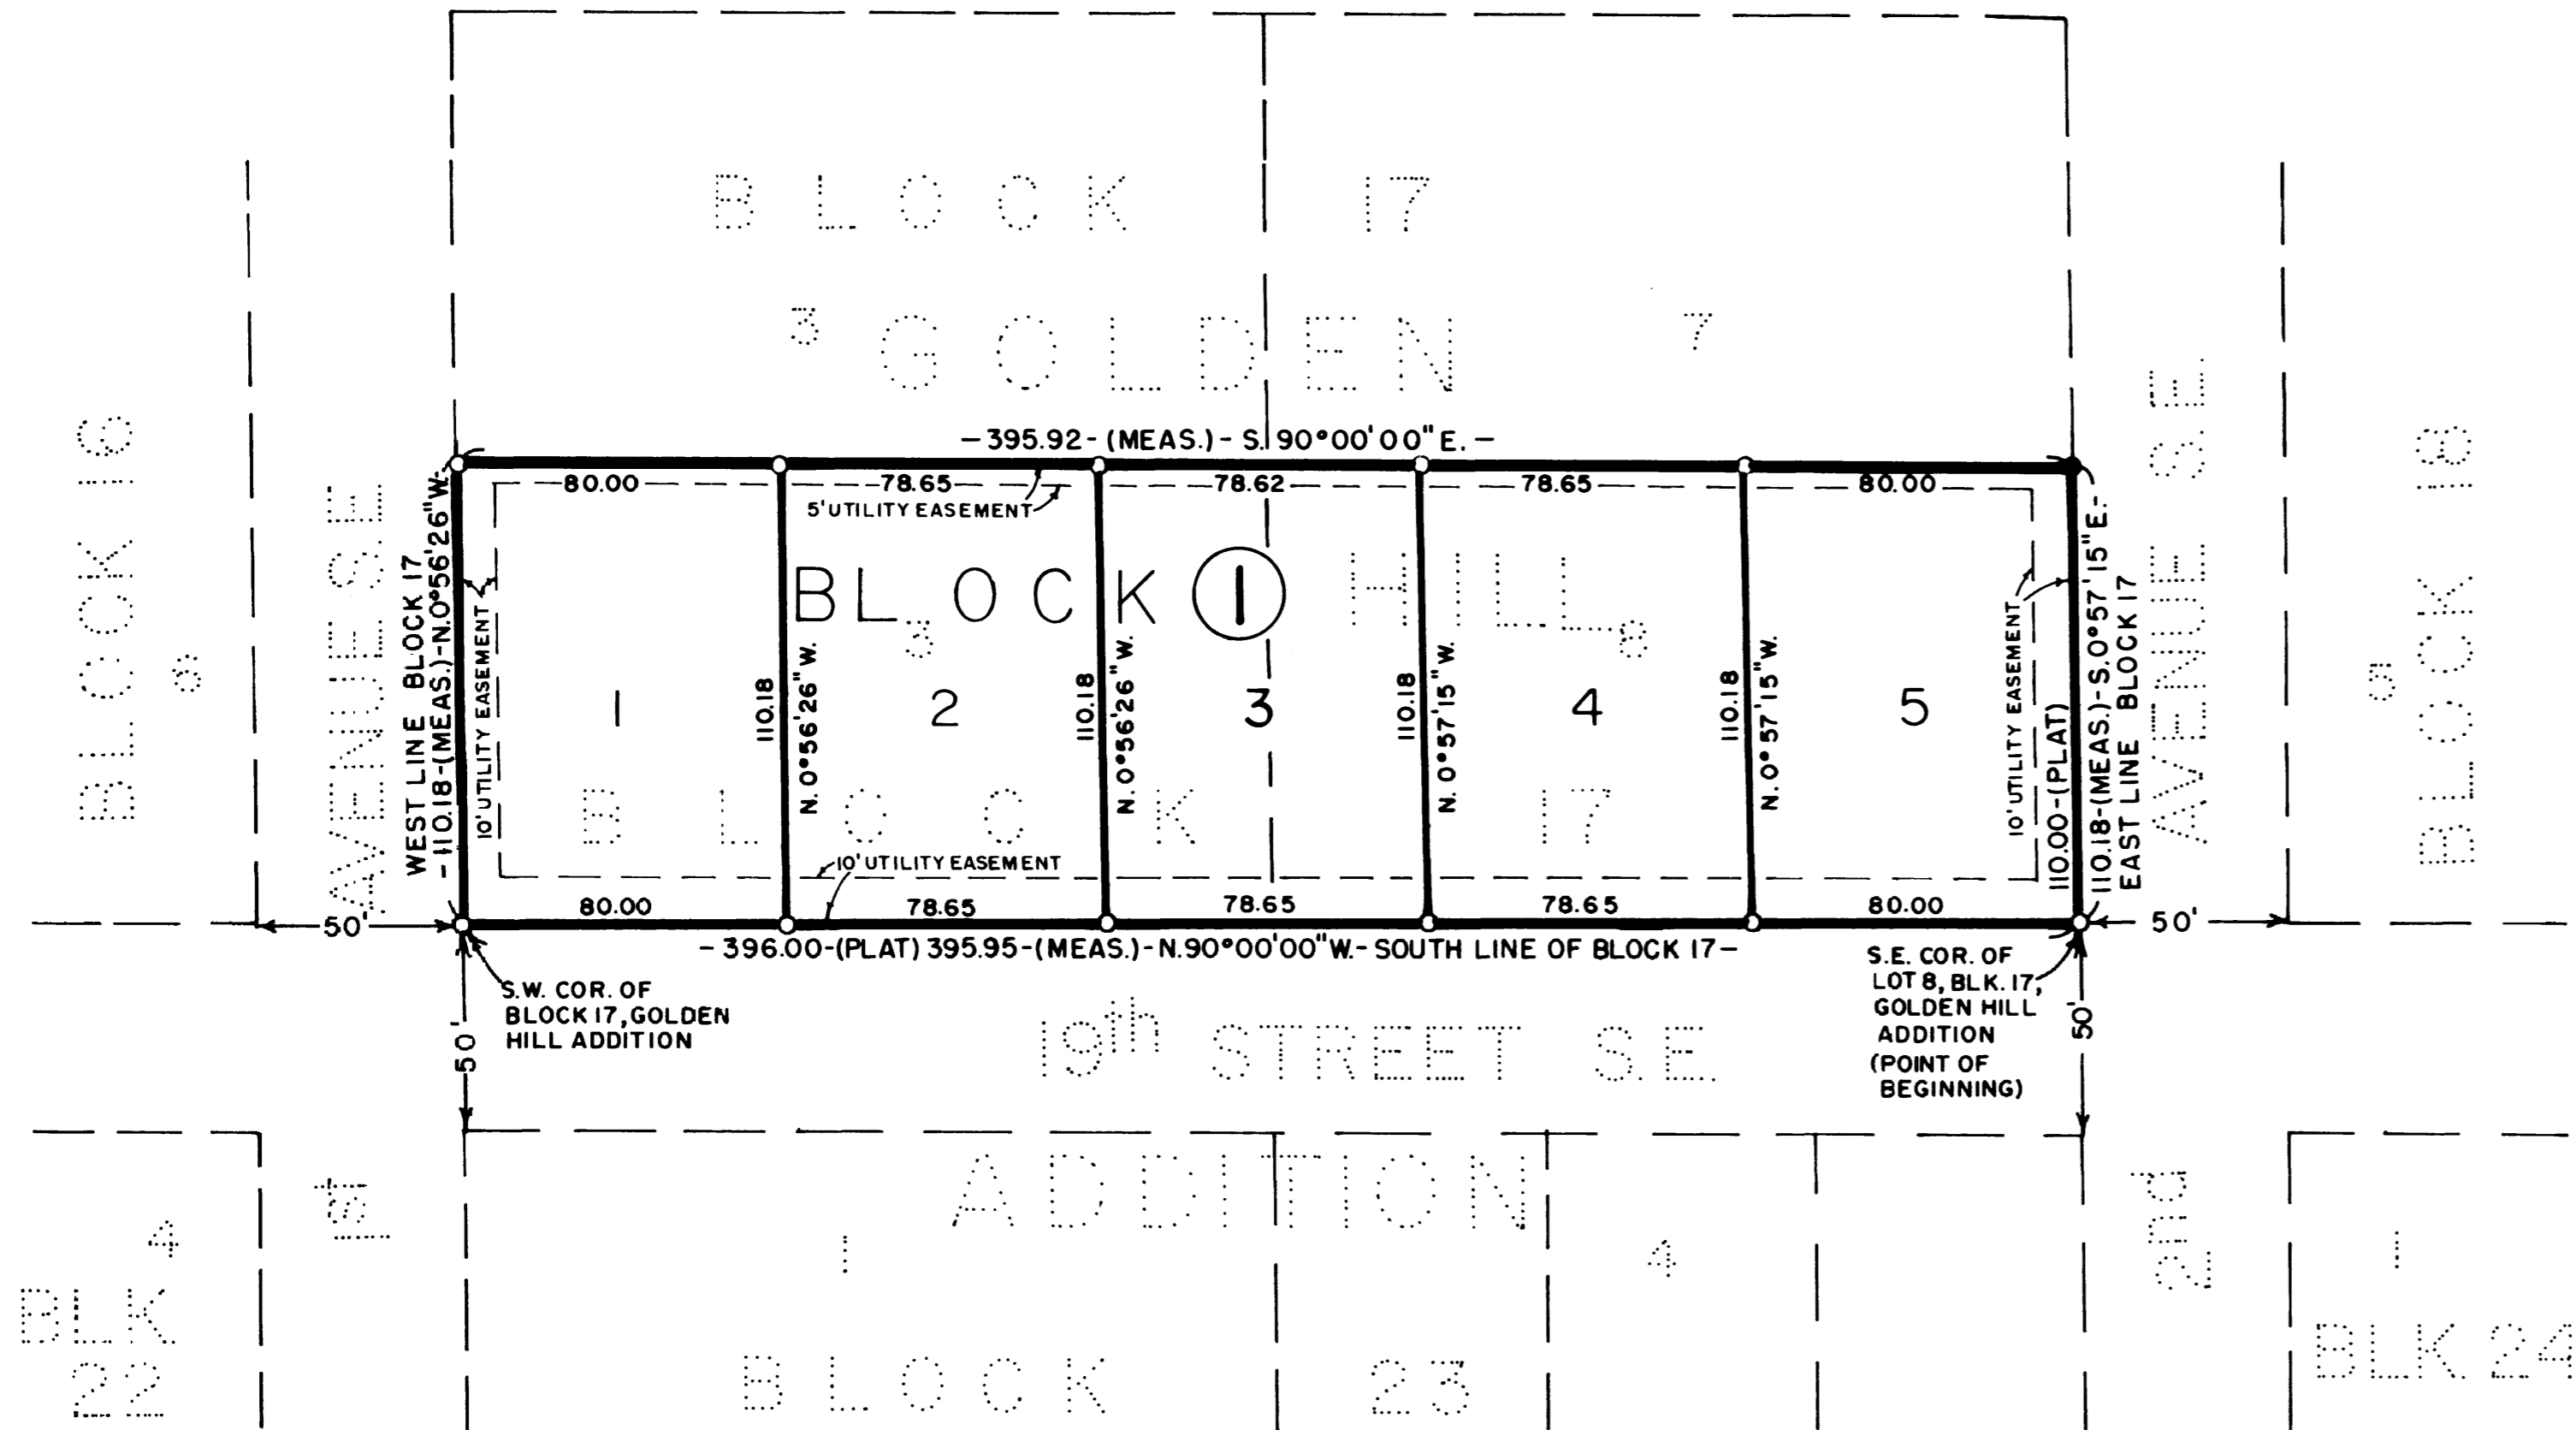 BLOCK 17
3 GOLDEN 7
-395.92-(MEAS.)-S.90°00'00"E.-
80.00 78.65 78.62 78.65 80.00
5' UTILITY EASEMENT
BLOCK 16
AVENUE S.E
WEST LINE BLOCK 17
-110.18-(MEAS.)-N.0°56'26"W.
10' UTILITY EASEMENT
BLOCK 1 HILL
3 8
1 2 3 4 5
110.18
N.0°56'26"W.
110.18
N.0°56'26"W.
110.18
N.0°57'15"W.
110.18
N.0°57'15"W.
10' UTILITY EASEMENT
110.00-(PLAT)
110.18-(MEAS.)-S.0°57'15"E.-
EAST LINE BLOCK 17
AVENUE S.E
5
BLOCK 18
BLOCK 17
10' UTILITY EASEMENT
80.00 78.65 78.65 78.65 80.00
50' 50'
-396.00-(PLAT) 395.95-(MEAS.)-N.90°00'00"W.-SOUTH LINE OF BLOCK 17-
S.W. COR. OF
BLOCK 17, GOLDEN
HILL ADDITION
50'
S.E. COR. OF
LOT 8, BLK. 17,
GOLDEN HILL
ADDITION
(POINT OF
BEGINNING)
50'
19th STREET S.E.
ADDITION
1st
2nd
4
BLK
22
1 4
BLOCK 23
1
BLK 24